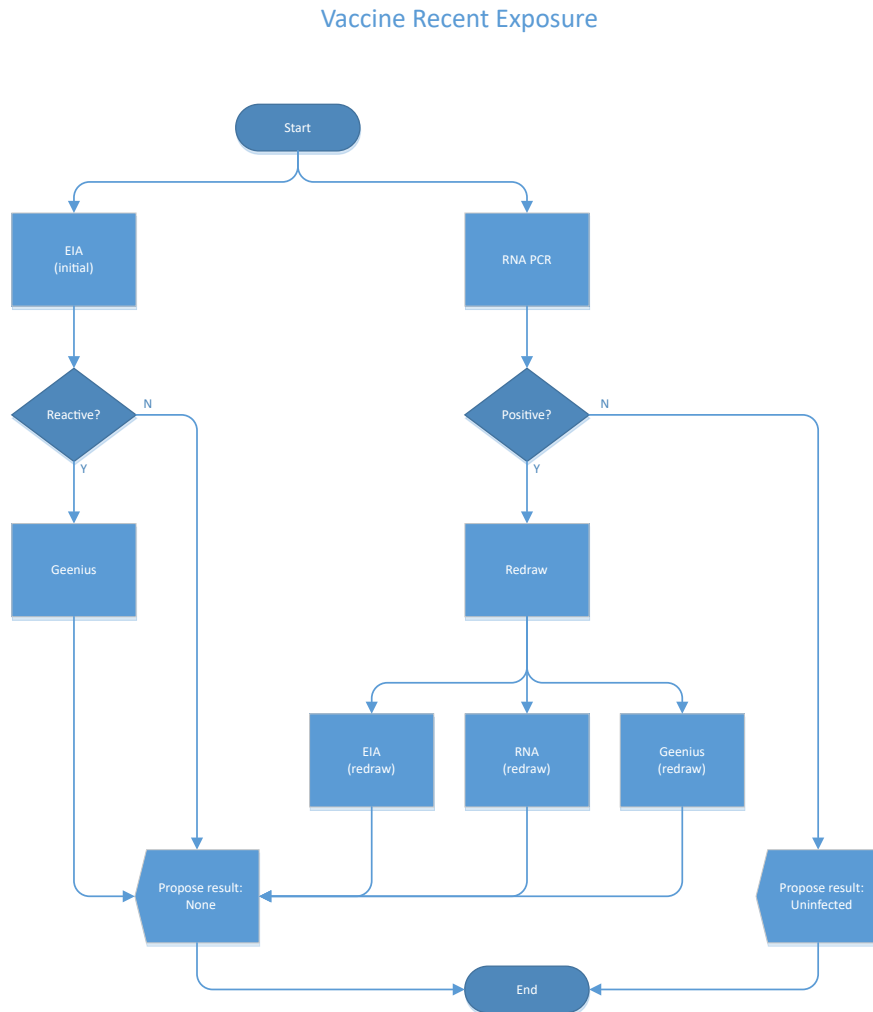 Vaccine Recent Exposure
Start
EIA
(initial)
RNA PCR
Reactive?
N
Y
Positive?
N
Y
Geenius
Redraw
EIA
(redraw)
RNA
(redraw)
Geenius
(redraw)
Propose result:
None
Propose result:
Uninfected
End